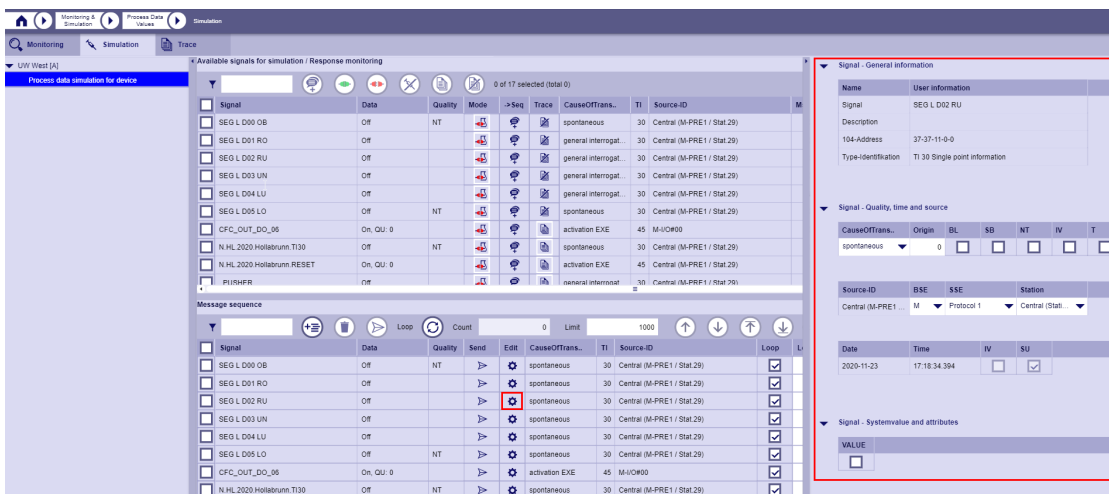 Monitoring & Simulation
Process Data Values
Simulation
Monitoring
Simulation
Trace
UW West [A]
Process data simulation for device
Available signals for simulation / Response monitoring
0 of 17 selected (total 0)
Signal Data Quality Mode ->Seq Trace CauseOfTrans.. TI Source-ID M
SEG L D00 OB Off NT spontaneous 30 Central (M-PRE1 / Stat.29)
SEG L D01 RO Off general interrogat... 30 Central (M-PRE1 / Stat.29)
SEG L D02 RU Off general interrogat... 30 Central (M-PRE1 / Stat.29)
SEG L D03 UN Off general interrogat... 30 Central (M-PRE1 / Stat.29)
SEG L D04 LU Off general interrogat... 30 Central (M-PRE1 / Stat.29)
SEG L D05 LO Off NT spontaneous 30 Central (M-PRE1 / Stat.29)
CFC_OUT_DO_06 On, QU: 0 activation EXE 45 M-I/O#00
N.HL.2020.Hollabrunn.TI30 Off NT spontaneous 30 Central (M-PRE1 / Stat.29)
N.HL.2020.Hollabrunn.RESET On, QU: 0 activation EXE 45 Central (M-PRE1 / Stat.29)
PUSHER Off general interrogat 30 Central (M-PRE1 / Stat.29)
Message sequence
Loop Count 0 Limit 1000
Signal Data Quality Send Edit CauseOfTrans.. TI Source-ID Loop
SEG L D00 OB Off NT spontaneous 30 Central (M-PRE1 / Stat.29)
SEG L D01 RO Off spontaneous 30 Central (M-PRE1 / Stat.29)
SEG L D02 RU Off spontaneous 30 Central (M-PRE1 / Stat.29)
SEG L D03 UN Off spontaneous 30 Central (M-PRE1 / Stat.29)
SEG L D04 LU Off spontaneous 30 Central (M-PRE1 / Stat.29)
SEG L D05 LO Off NT spontaneous 30 Central (M-PRE1 / Stat.29)
CFC_OUT_DO_06 On, QU: 0 activation EXE 45 M-I/O#00
N.HL.2020.Hollabrunn.TI30 Off NT spontaneous 30 Central (M-PRE1 / Stat.29)
Signal - General information
Name User information
Signal SEG L D02 RU
Description
104-Address 37-37-11-0-0
Type-Identifikation TI 30 Single point information
Signal - Quality, time and source
CauseOfTrans.. Origin BL SB NT IV T
spontaneous 0
Source-ID BSE SSE Station
Central (M-PRE1 ... M Protocol 1 Central (Stati...
Date Time IV SU
2020-11-23 17:18:34.394
Signal - Systemvalue and attributes
VALUE